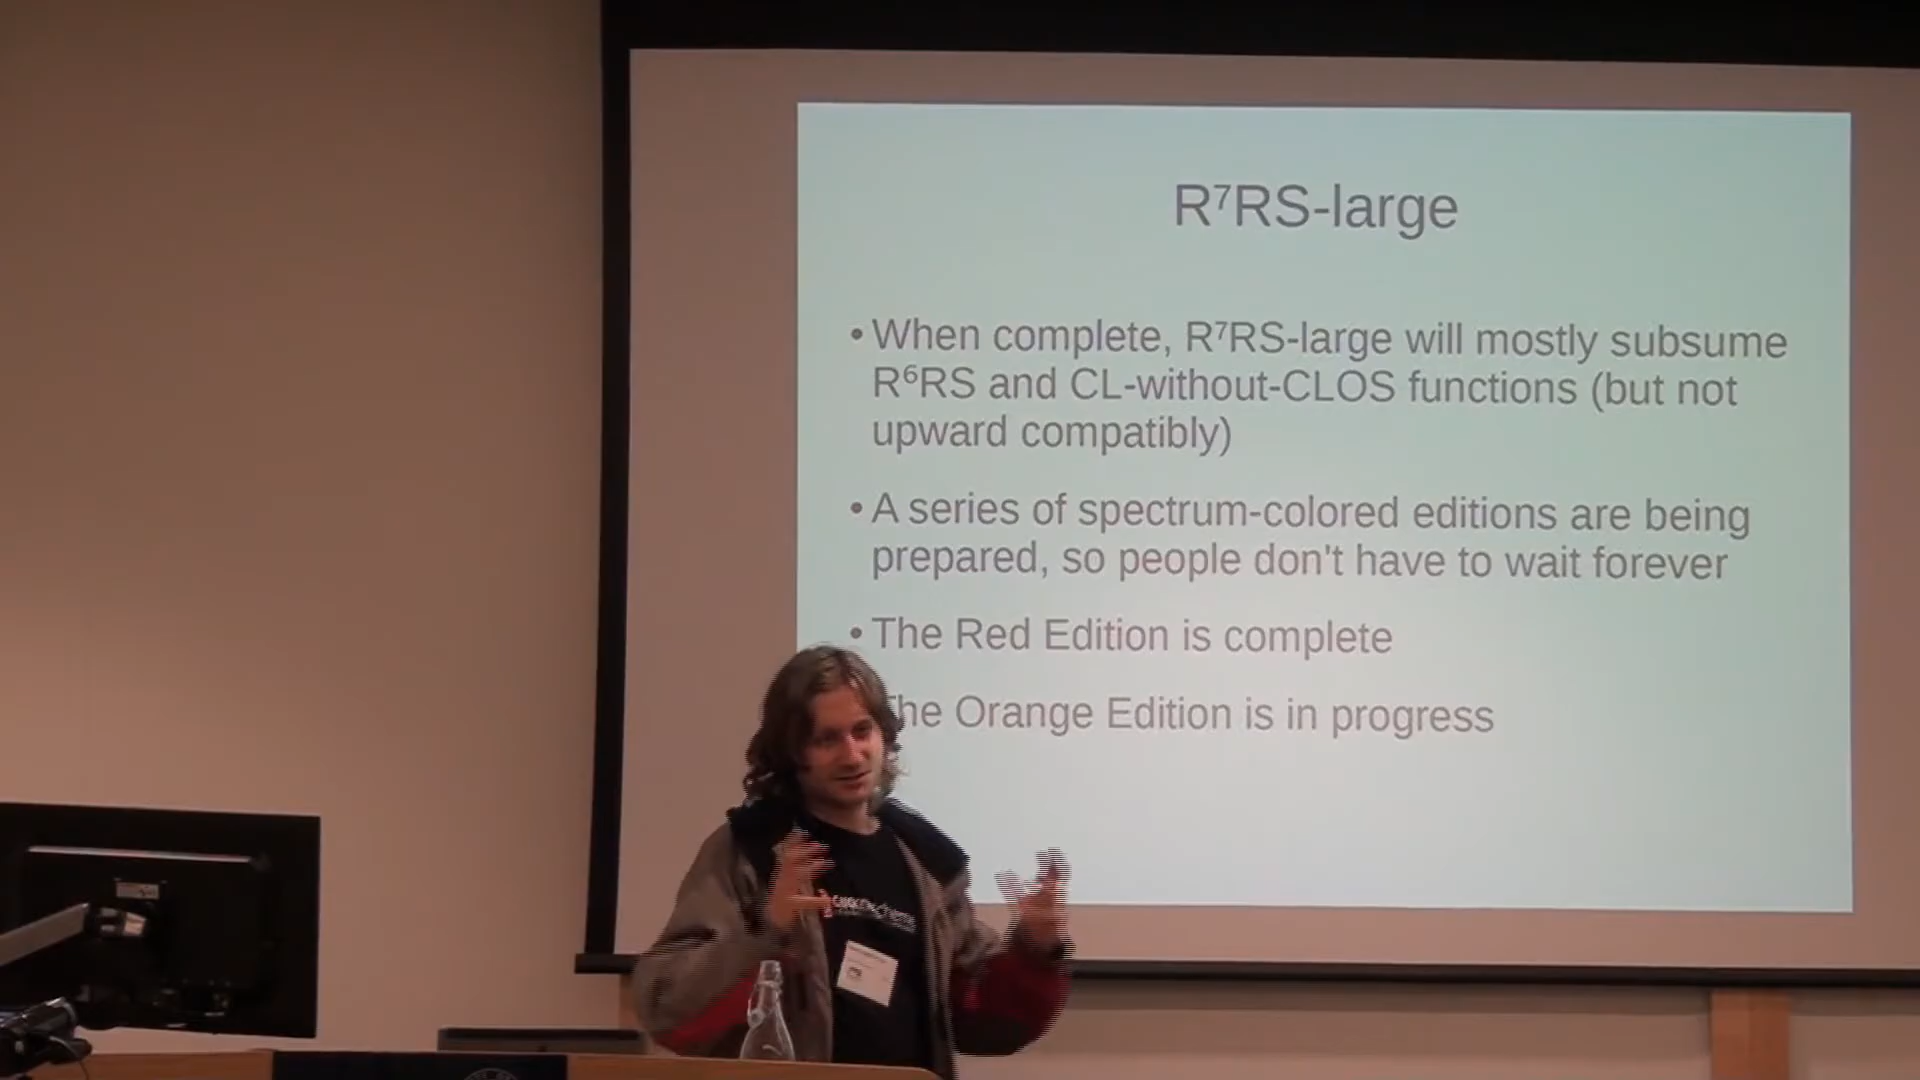 R⁷RS-large
• When complete, R⁷RS-large will mostly subsume
R⁶RS and CL-without-CLOS functions (but not
upward compatibly)
• A series of spectrum-colored editions are being
prepared, so people don't have to wait forever
• The Red Edition is complete
he Orange Edition is in progress